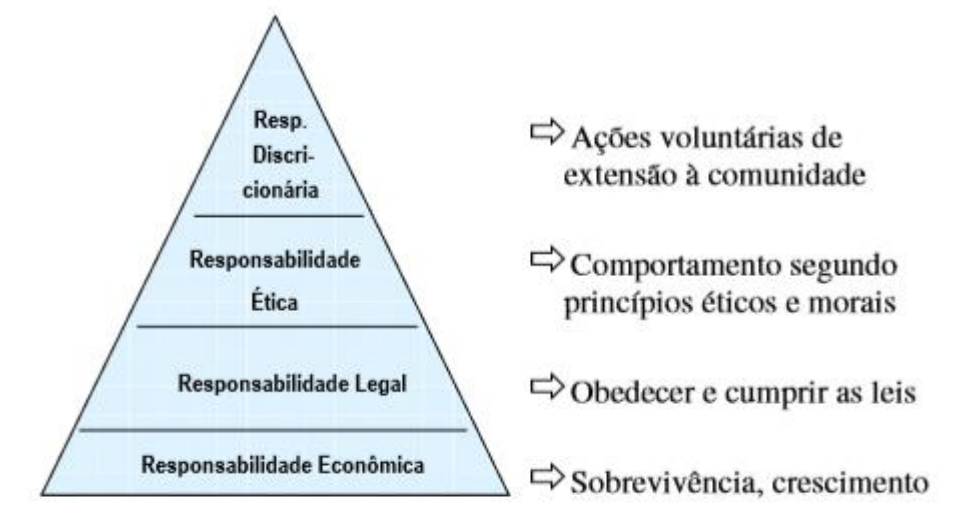 Resp.
Discri-
cionária
Ações voluntárias de
extensão à comunidade
Responsabilidade
Ética
Comportamento segundo
princípios éticos e morais
Responsabilidade Legal
Obedecer e cumprir as leis
Responsabilidade Econômica
Sobrevivência, crescimento